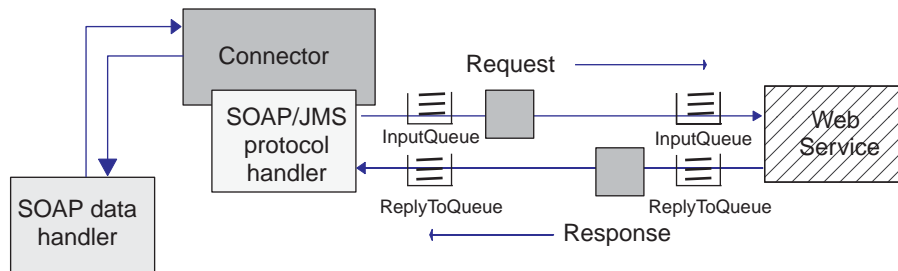 Connector
Request
SOAP/JMS
protocol
handler
InputQueue
InputQueue
Web
Service
ReplyToQueue
ReplyToQueue
SOAP data
handler
Response